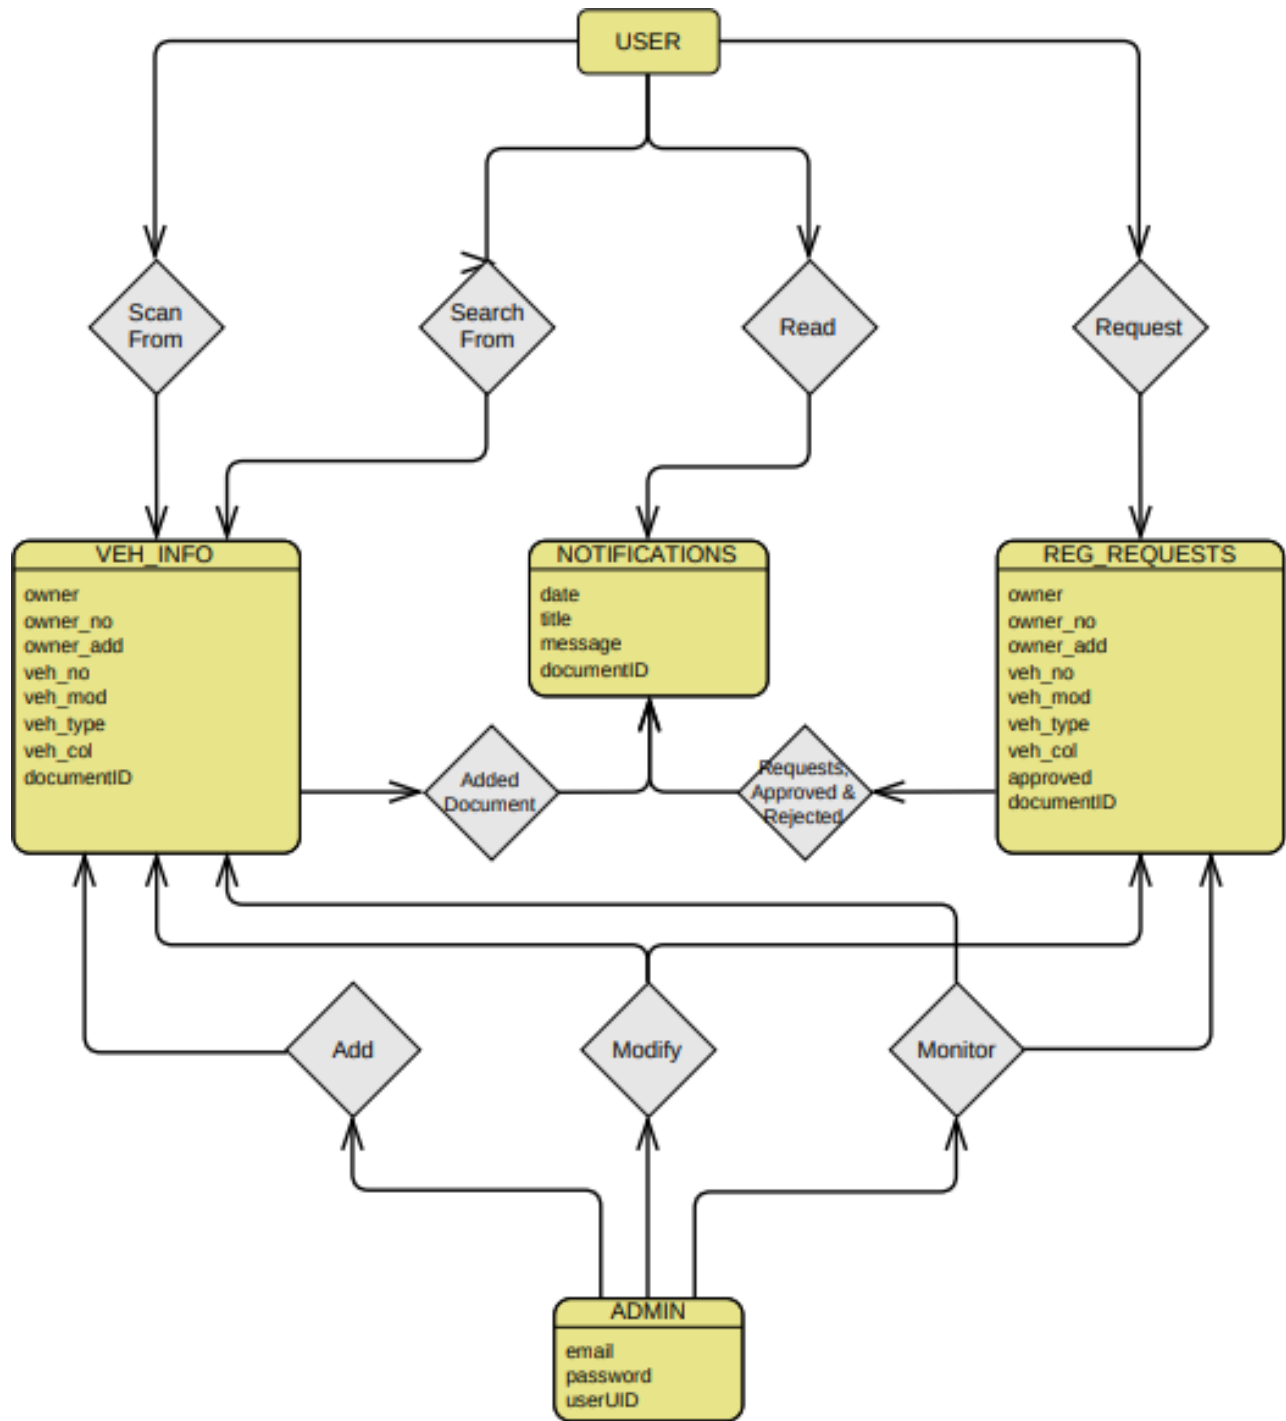 USER
Scan
From
Search
From
Read
Request
VEH_INFO
owner
owner_no
owner_add
veh_no
veh_mod
veh_type
veh_col
documentID
NOTIFICATIONS
date
title
message
documentID
REG_REQUESTS
owner
owner_no
owner_add
veh_no
veh_mod
veh_type
veh_col
approved
documentID
Added
Document
Requests,
Approved &
Rejected
Add
Modify
Monitor
ADMIN
email
password
userUID